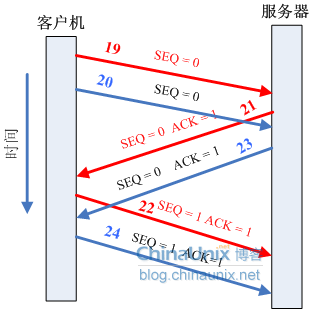 客户机
服务器
19
SEQ = 0
20
SEQ = 0
21
SEQ = 0 ACK = 1
23
SEQ = 0 ACK = 1
时间
22
SEQ = 1 ACK = 1
24
SEQ = 1 ACK=1
ChinaUnix 博客
blog.chinaunix.net